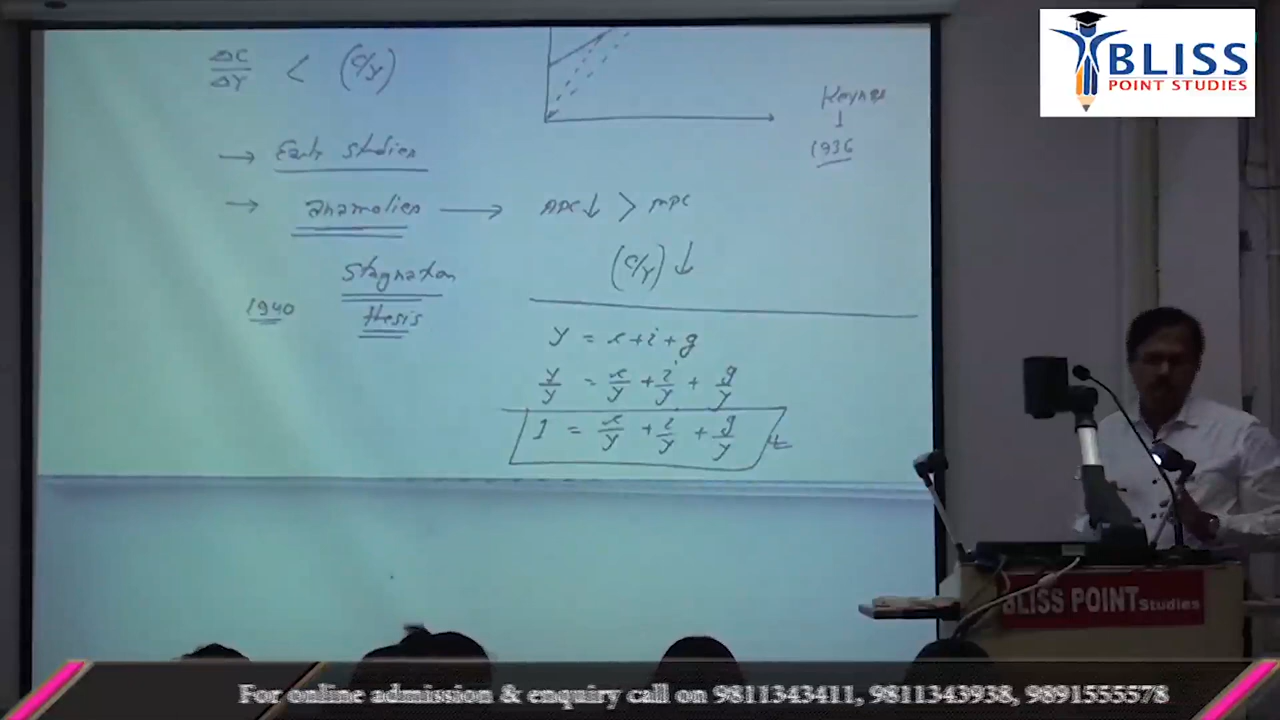 BLISS
POINT STUDIES
ΔC/ΔY < (C/Y)
Keynes
↓
1936
→ Early studies
→ anamolies → APC↓ > MPC
(C/Y) ↓
Stagnation
thesis
1940
y = c + i + g
y/y = c/y + i/y + g/y
1 = c/y + i/y + g/y
BLISS POINT Studies
For online admission & enquiry call on 9811343411, 9811343938, 9891555578